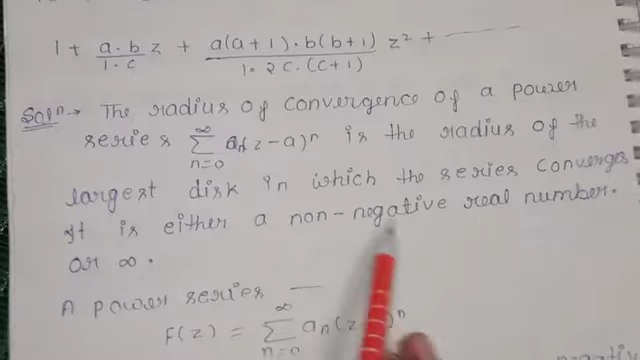 1 + a.b/1.c z + a(a+1).b(b+1)/1.2c.(c+1) z² + ———
Solⁿ → The radius of convergence of a power
series ∑_{n=0}^{∞} aₙ(z-a)ⁿ is the radius of the
largest disk in which the series converges
It is either a non-negative real number.
or ∞.
A power series —
F(z) = ∑_{n=0}^{∞} aₙ(z )ⁿ